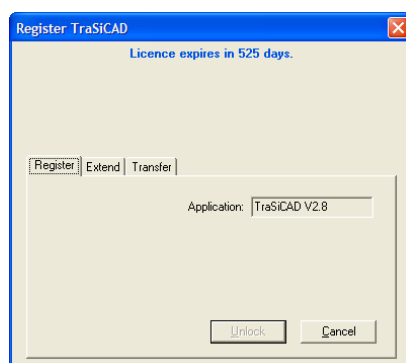 Register TraSiCAD
Licence expires in 525 days.
Register Extend Transfer
Application: TraSiCAD V2.8
Unlock Cancel